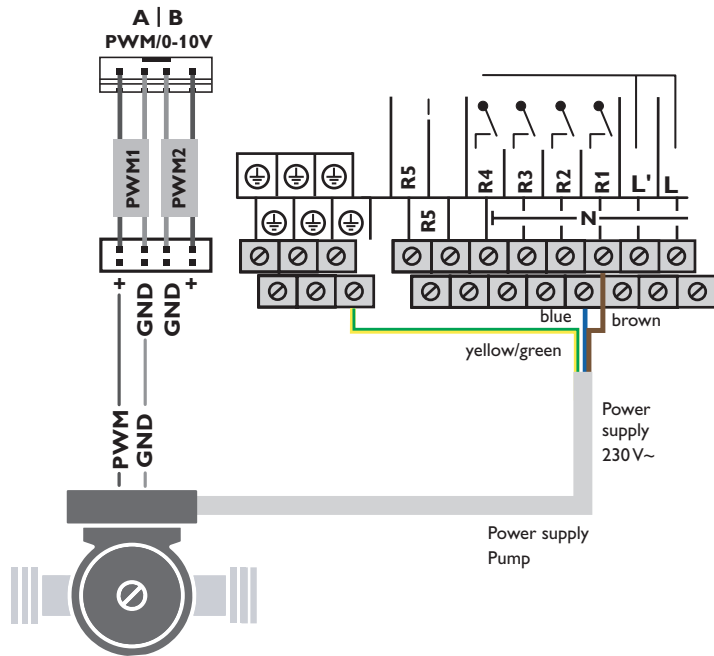 A | B
PWM/0-10V
PWM1
PWM2
+
GND
GND
+
PWM
GND
R5
R4
R3
R2
R1
L'
L
R5
N
blue
brown
yellow/green
Power
supply
230 V~
Power supply
Pump